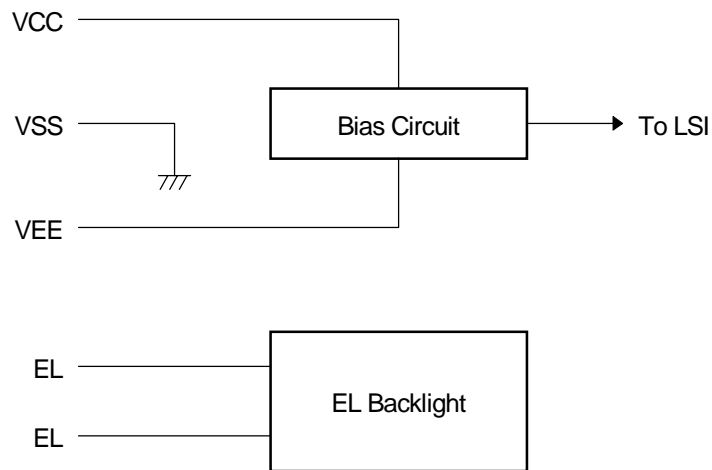 VCC
Bias Circuit
VSS
To LSI
VEE
EL
EL Backlight
EL